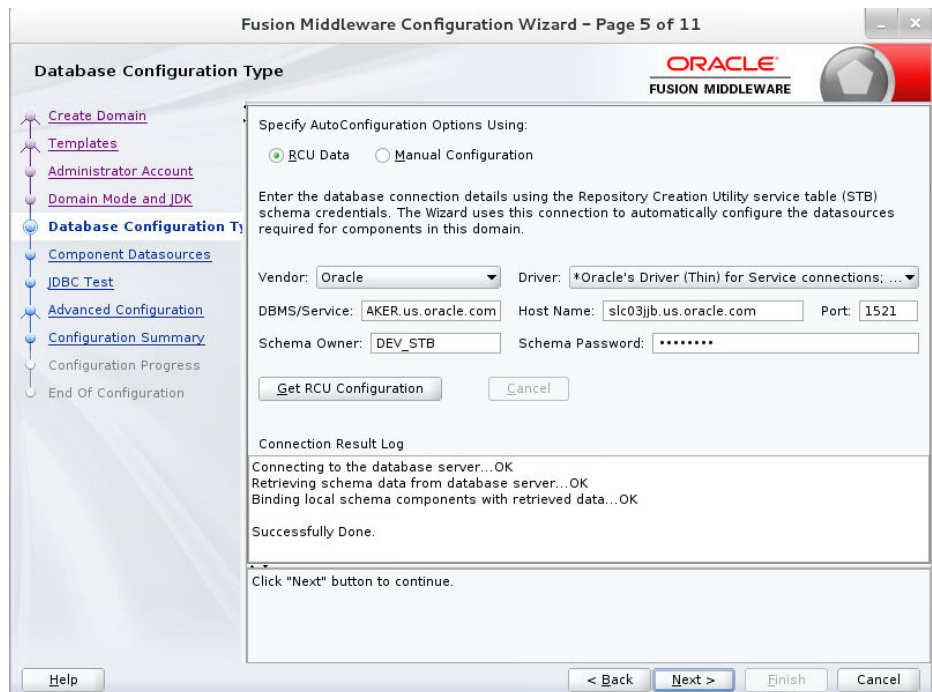 Fusion Middleware Configuration Wizard – Page 5 of 11
Database Configuration Type
ORACLE
FUSION MIDDLEWARE
Create Domain
Templates
Administrator Account
Domain Mode and JDK
Database Configuration Ty
Component Datasources
JDBC Test
Advanced Configuration
Configuration Summary
Configuration Progress
End Of Configuration
Specify AutoConfiguration Options Using:
RCU Data Manual Configuration
Enter the database connection details using the Repository Creation Utility service table (STB)
schema credentials. The Wizard uses this connection to automatically configure the datasources
required for components in this domain.
Vendor: Oracle Driver: *Oracle's Driver (Thin) for Service connections; ...
DBMS/Service: AKER.us.oracle.com Host Name: slc03jjb.us.oracle.com Port: 1521
Schema Owner: DEV_STB Schema Password: ••••••••
Get RCU Configuration Cancel
Connection Result Log
Connecting to the database server...OK
Retrieving schema data from database server...OK
Binding local schema components with retrieved data...OK
Successfully Done.
Click "Next" button to continue.
Help < Back Next > Finish Cancel